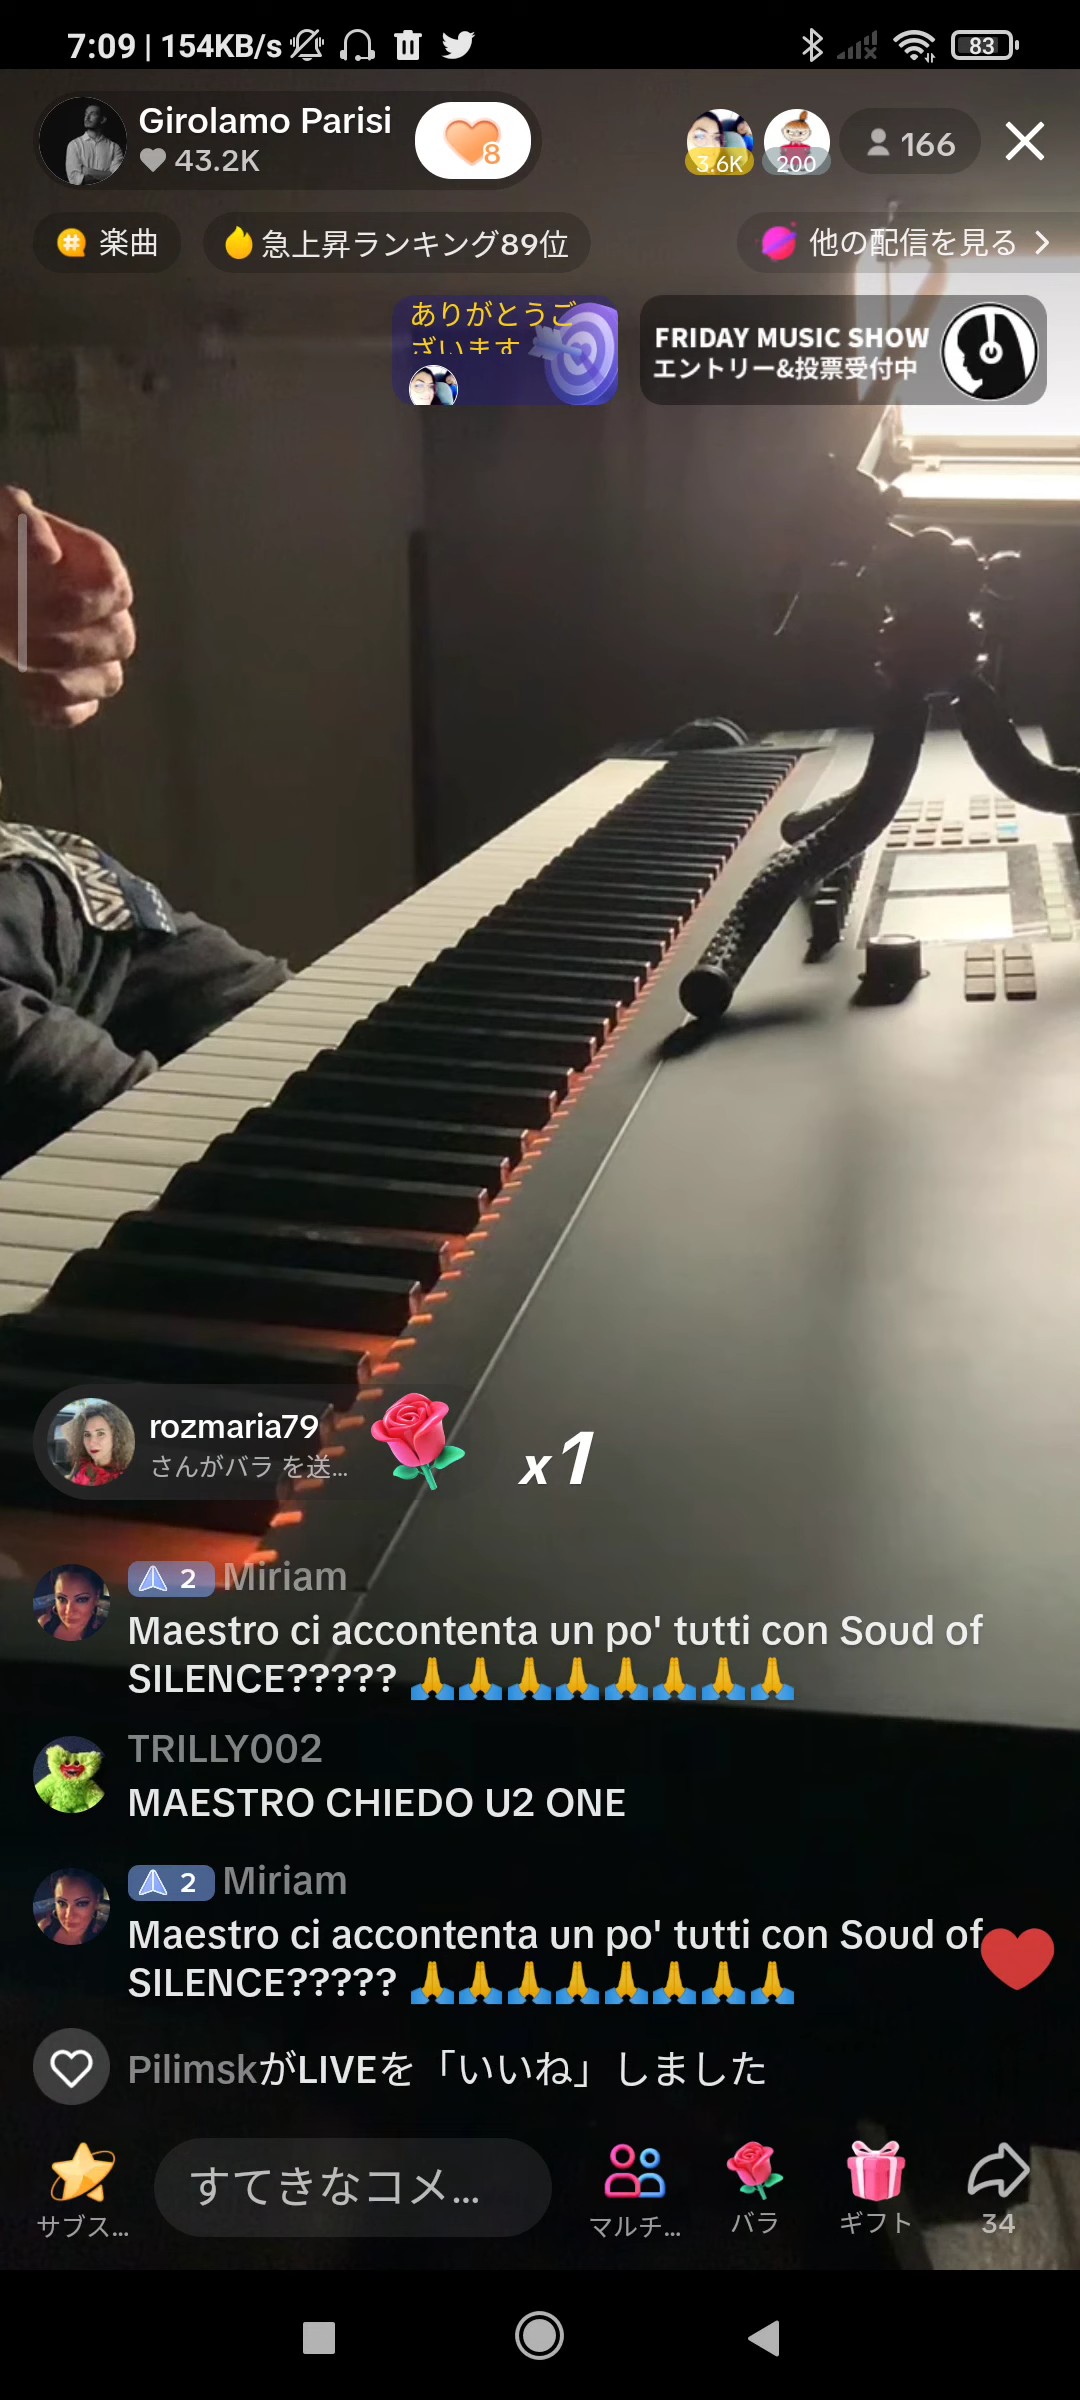 7:09 | 154KB/s
83
Girolamo Parisi
43.2K
8
3.6K
200
166
楽曲
急上昇ランキング89位
他の配信を見る
ありがとうご
ざいます
FRIDAY MUSIC SHOW
エントリー&投票受付中
rozmaria79
さんがバラ を送...
x1
2 Miriam
Maestro ci accontenta un po' tutti con Soud of
SILENCE????? 🙏🙏🙏🙏🙏🙏🙏🙏
TRILLY002
MAESTRO CHIEDO U2 ONE
2 Miriam
Maestro ci accontenta un po' tutti con Soud of
SILENCE????? 🙏🙏🙏🙏🙏🙏🙏🙏
PilimskがLIVEを「いいね」しました
すてきなコメ...
サブス...
マルチ...
バラ
ギフト
34